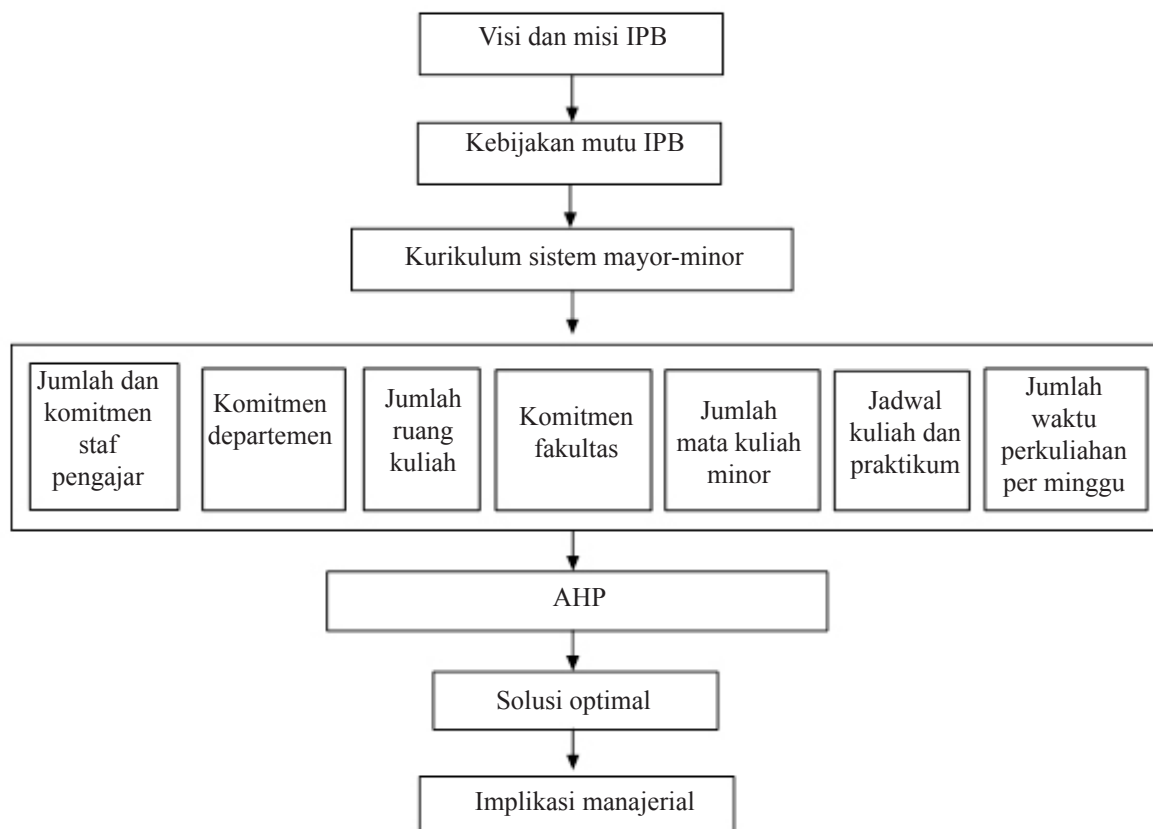 Visi dan misi IPB
Kebijakan mutu IPB
Kurikulum sistem mayor-minor
Jumlah dan
komitmen
staf
pengajar
Komitmen
departemen
Jumlah
ruang
kuliah
Komitmen
fakultas
Jumlah
mata kuliah
minor
Jadwal
kuliah dan
praktikum
Jumlah
waktu
perkuliahan
per minggu
AHP
Solusi optimal
Implikasi manajerial